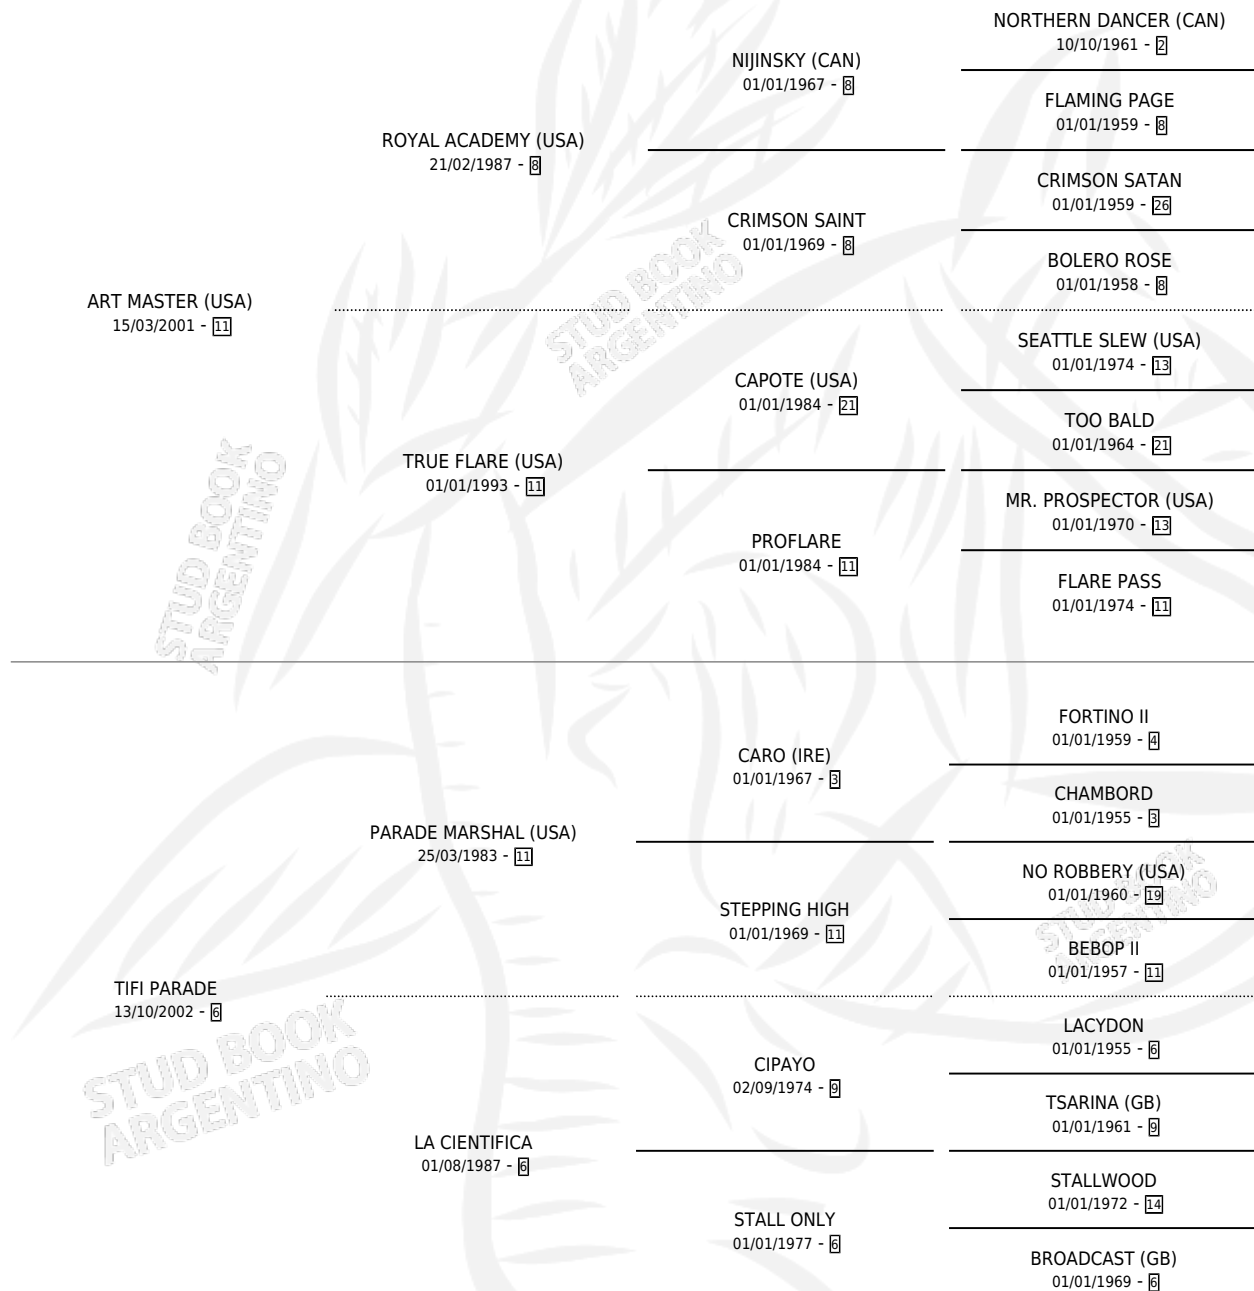 NORTHERN DANCER (CAN)
10/10/1961 - 2
NIJINSKY (CAN)
01/01/1967 - 8
FLAMING PAGE
01/01/1959 - 8
ROYAL ACADEMY (USA)
21/02/1987 - 8
CRIMSON SATAN
01/01/1959 - 26
CRIMSON SAINT
01/01/1969 - 8
BOLERO ROSE
01/01/1958 - 8
ART MASTER (USA)
15/03/2001 - 11
SEATTLE SLEW (USA)
01/01/1974 - 13
CAPOTE (USA)
01/01/1984 - 21
TOO BALD
01/01/1964 - 21
TRUE FLARE (USA)
01/01/1993 - 11
MR. PROSPECTOR (USA)
01/01/1970 - 13
PROFLARE
01/01/1984 - 11
FLARE PASS
01/01/1974 - 11
STUD BOOK
ARGENTINO
STUD BOOK
ARGENTINO
FORTINO II
01/01/1959 - 4
CARO (IRE)
01/01/1967 - 3
CHAMBORD
01/01/1955 - 3
PARADE MARSHAL (USA)
25/03/1983 - 11
NO ROBBERY (USA)
01/01/1960 - 19
STEPPING HIGH
01/01/1969 - 11
BEBOP II
01/01/1957 - 11
STUD BOOK
ARGENTINO
TIFI PARADE
13/10/2002 - 6
LACYDON
01/01/1955 - 6
CIPAYO
02/09/1974 - 9
TSARINA (GB)
01/01/1961 - 9
STUD BOOK
ARGENTINO
LA CIENTIFICA
01/08/1987 - 6
STALLWOOD
01/01/1972 - 14
STALL ONLY
01/01/1977 - 6
BROADCAST (GB)
01/01/1969 - 6